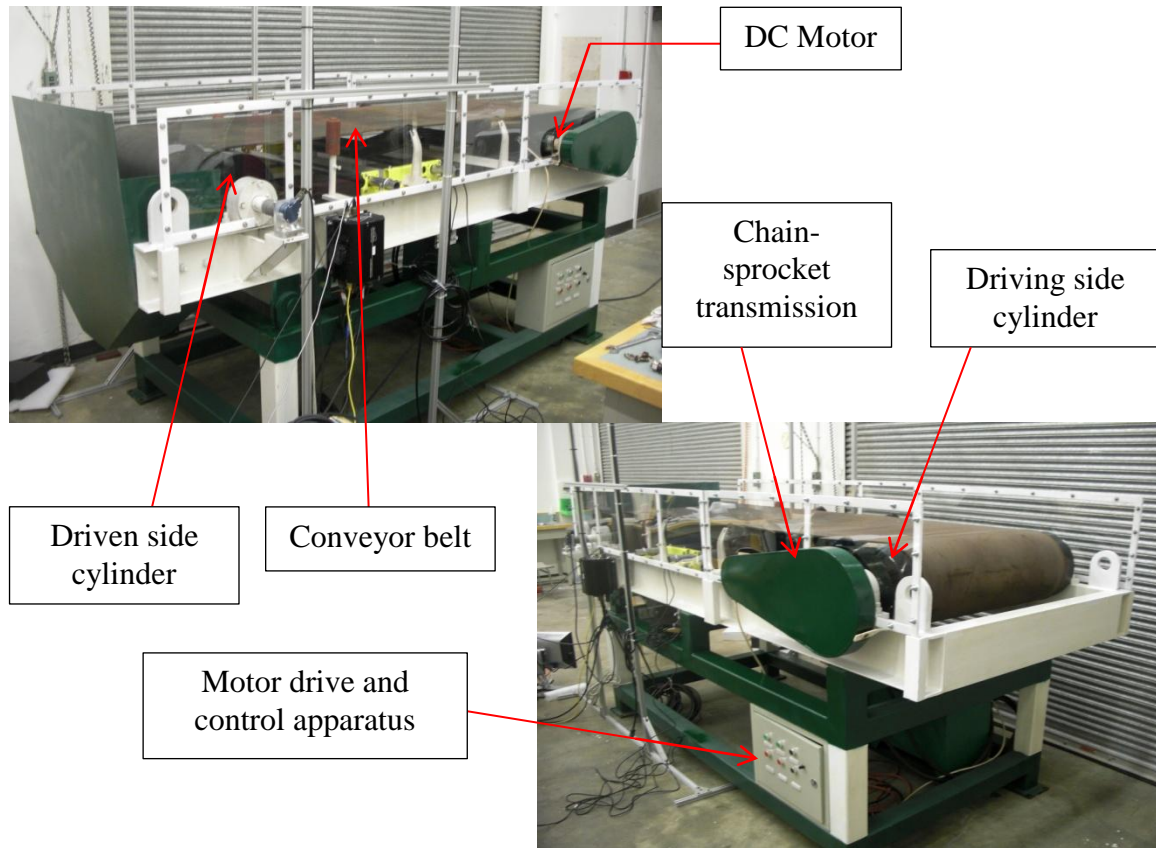 DC Motor
Chain-
sprocket
transmission
Driving side
cylinder
Driven side
cylinder
Conveyor belt
Motor drive and
control apparatus